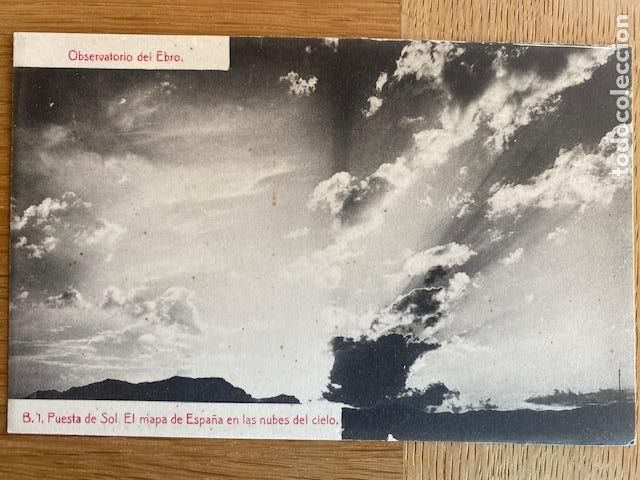 Observatorio del Ebro.
B. 1. Puesta de Sol. El mapa de España en las nubes del cielo.
todocoleccion